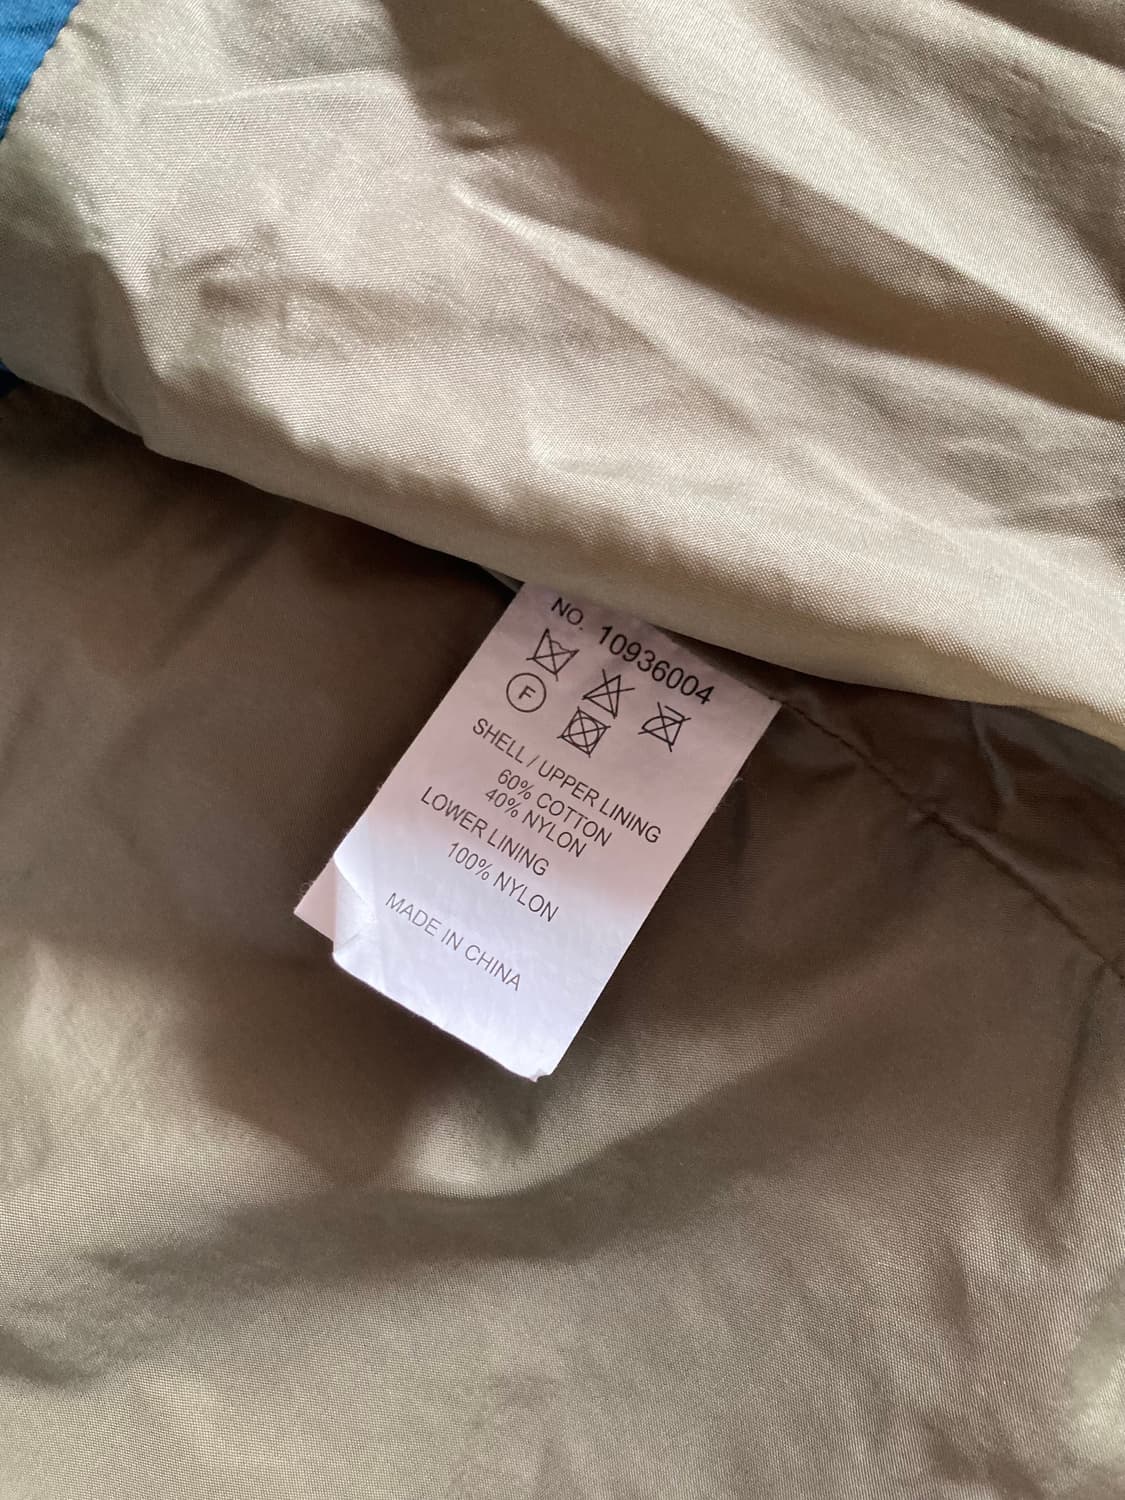 NO. 10936004
F
SHELL / UPPER LINING
60% COTTON
40% NYLON
LOWER LINING
100% NYLON
MADE IN CHINA